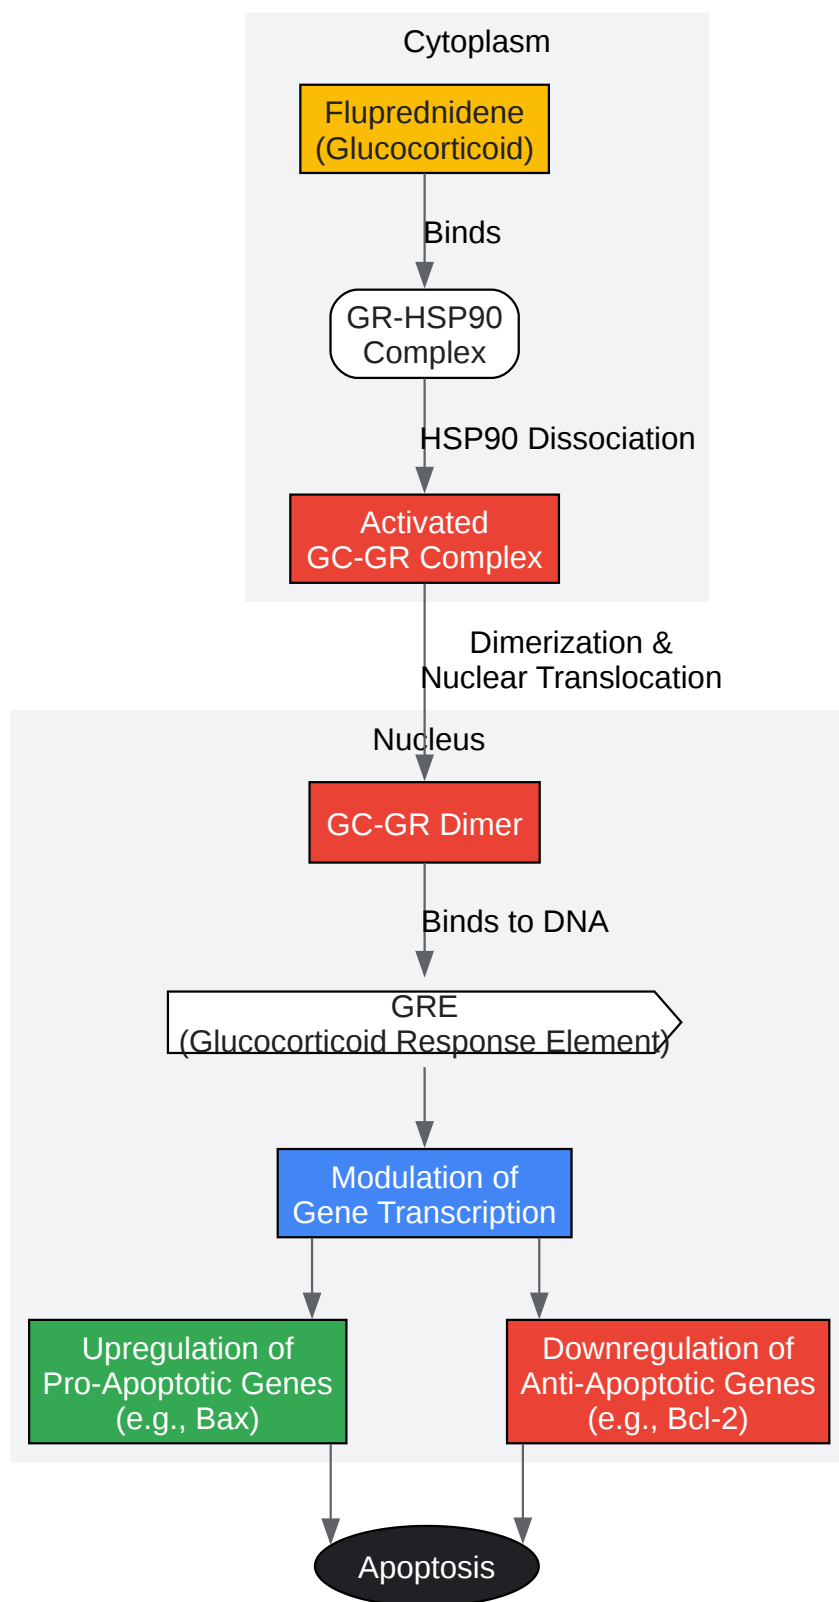 Cytoplasm
Fluprednidene
(Glucocorticoid)
Binds
GR-HSP90
Complex
HSP90 Dissociation
Activated
GC-GR Complex
Dimerization &
Nuclear Translocation
Nucleus
GC-GR Dimer
Binds to DNA
GRE
(Glucocorticoid Response Element)
Modulation of
Gene Transcription
Upregulation of
Pro-Apoptotic Genes
(e.g., Bax)
Downregulation of
Anti-Apoptotic Genes
(e.g., Bcl-2)
Apoptosis